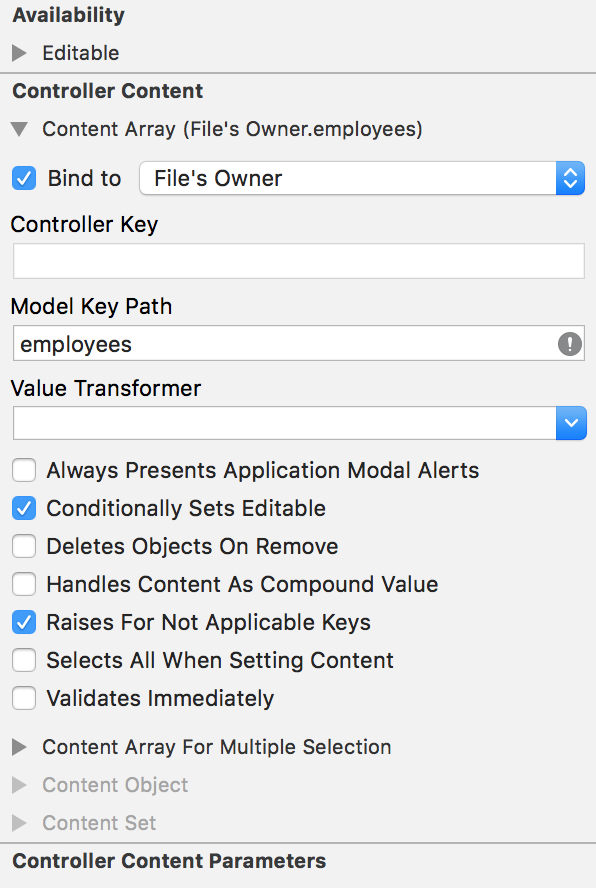 Availability
Editable
Controller Content
Content Array (File's Owner.employees)
Bind to File's Owner
Controller Key
Model Key Path
employees
Value Transformer
Always Presents Application Modal Alerts
Conditionally Sets Editable
Deletes Objects On Remove
Handles Content As Compound Value
Raises For Not Applicable Keys
Selects All When Setting Content
Validates Immediately
Content Array For Multiple Selection
Content Object
Content Set
Controller Content Parameters